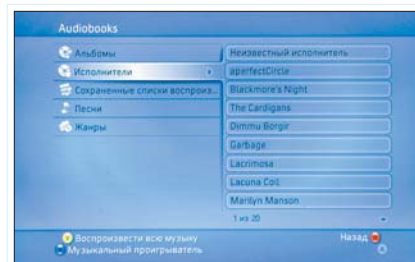 Audiobooks
Альбомы
Исполнители
Сохраненные списки воспроиз...
Песни
Жанры
Неизвестный исполнитель
aperfectCircle
Blackmore's Night
The Cardigans
Dimmu Borgir
Garbage
Lacrimosa
Lacuna Coil
Marilyn Manson
1 из 20
Y Воспроизвести всю музыку
Музыкальный проигрыватель
Назад B